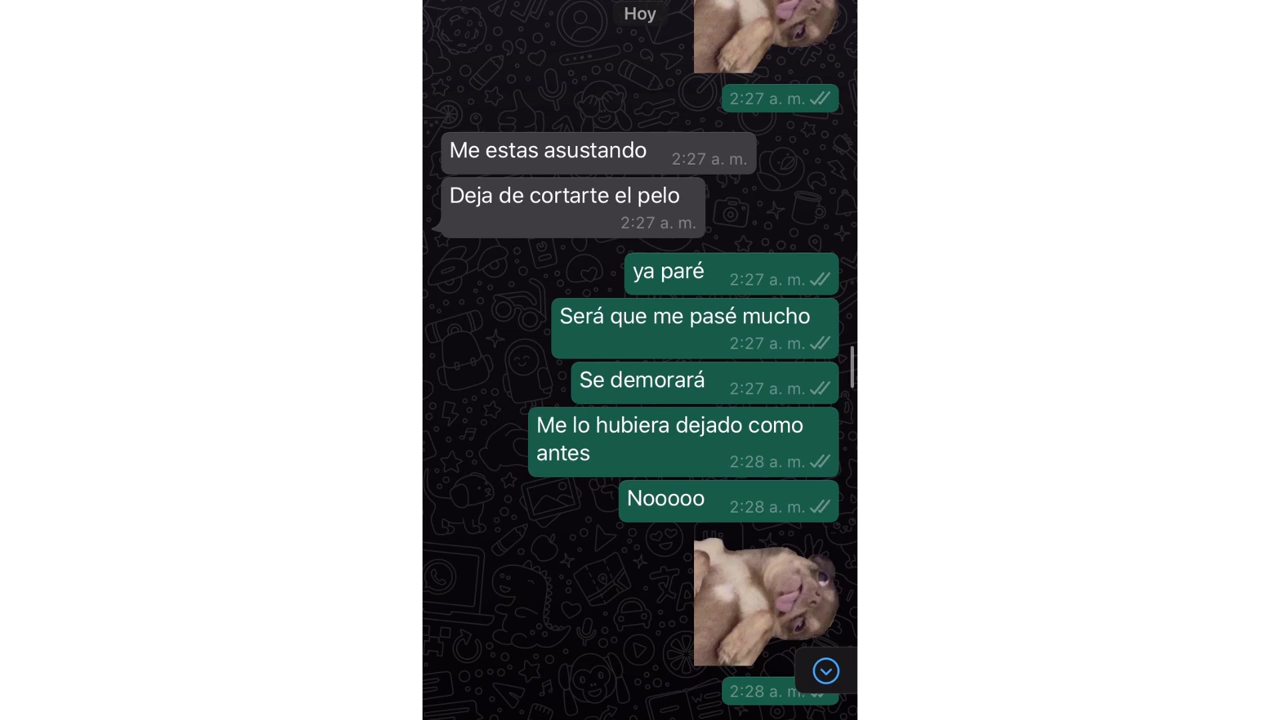 Hoy
2:27 a. m.
Me estas asustando 2:27 a. m.
Deja de cortarte el pelo
2:27 a. m.
ya paré 2:27 a. m.
Será que me pasé mucho
2:27 a. m.
Se demorará 2:27 a. m.
Me lo hubiera dejado como
antes 2:28 a. m.
Nooooo 2:28 a. m.
2:28 a. m.